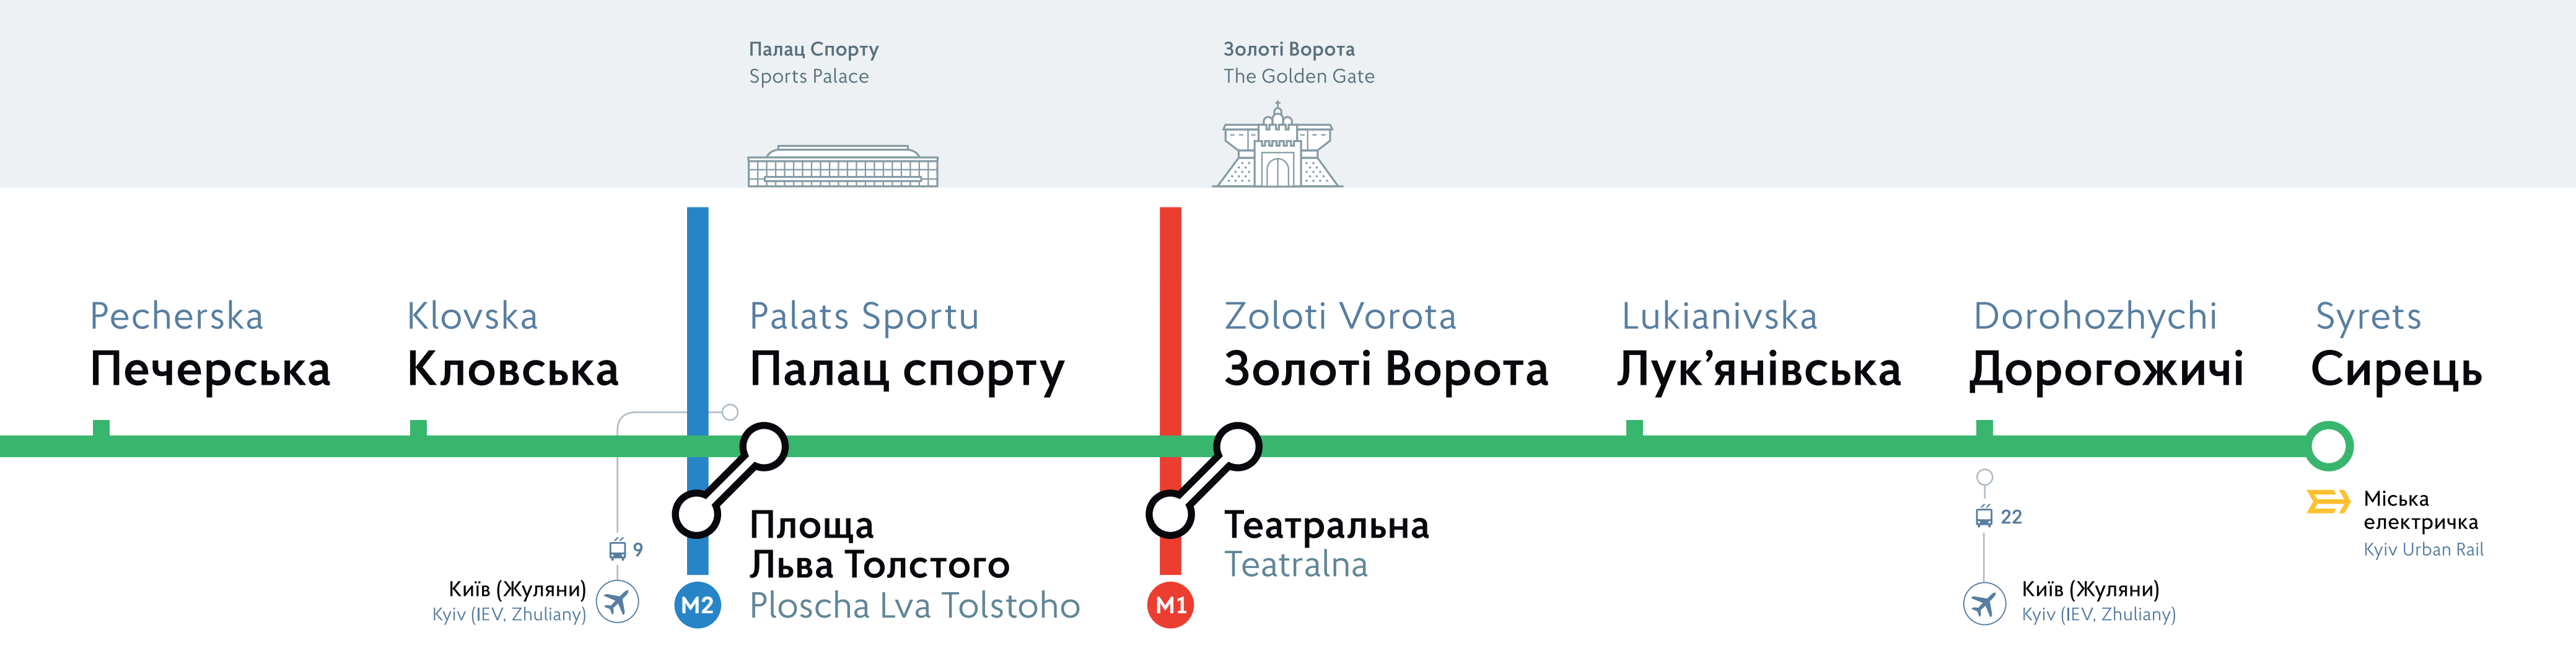 Палац Спорту
Sports Palace
Золоті Ворота
The Golden Gate
Pecherska
Печерська
Klovska
Кловська
Palats Sportu
Палац спорту
Zoloti Vorota
Золоті Ворота
Lukianivska
Лук’янівська
Dorohozhychi
Дорогожичі
Syrets
Сирець
9
Київ (Жуляни)
Kyiv (IEV, Zhuliany)
M2
Площа
Льва Толстого
Ploscha Lva Tolstoho
M1
Театральна
Teatralna
22
Київ (Жуляни)
Kyiv (IEV, Zhuliany)
Міська
електричка
Kyiv Urban Rail